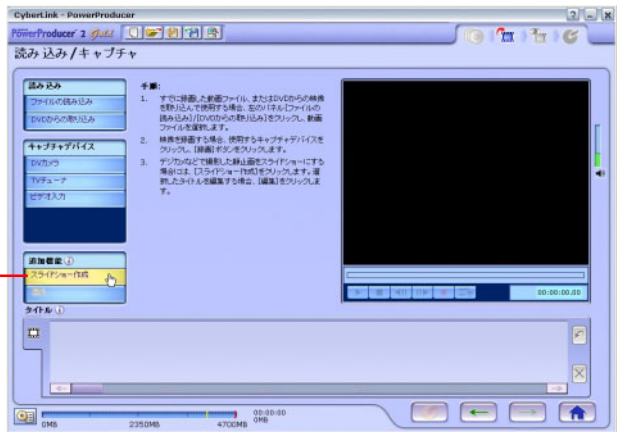 CyberLink - PowerProducer
PowerProducer 2 Gold
読み込み/キャプチャ
読み込み
ファイルの読み込み
DVDからの取り込み
キャプチャデバイス
DVカメラ
TVチューナ
ビデオ入力
追加機能
スライドショー作成
手順:
1. すでに録画した動画ファイル、またはDVDからの映像
を取り込んで使用する場合、左のパネル[ファイルの
読み込み]/[DVDからの取り込み]をクリックし、動画
ファイルを選択します。
2. 映像を録画する場合、使用するキャプチャデバイスを
クリックし、[録画]ボタンをクリックします。
3. デジカメなどで撮影した静止画をスライドショーにする
場合には、[スライドショー作成]をクリックします。選
択したタイトルを編集する場合、[編集]をクリックしま
す。
00:00:00.00
タイトル
0MB
2350MB
4700MB
00:00:00
0MB